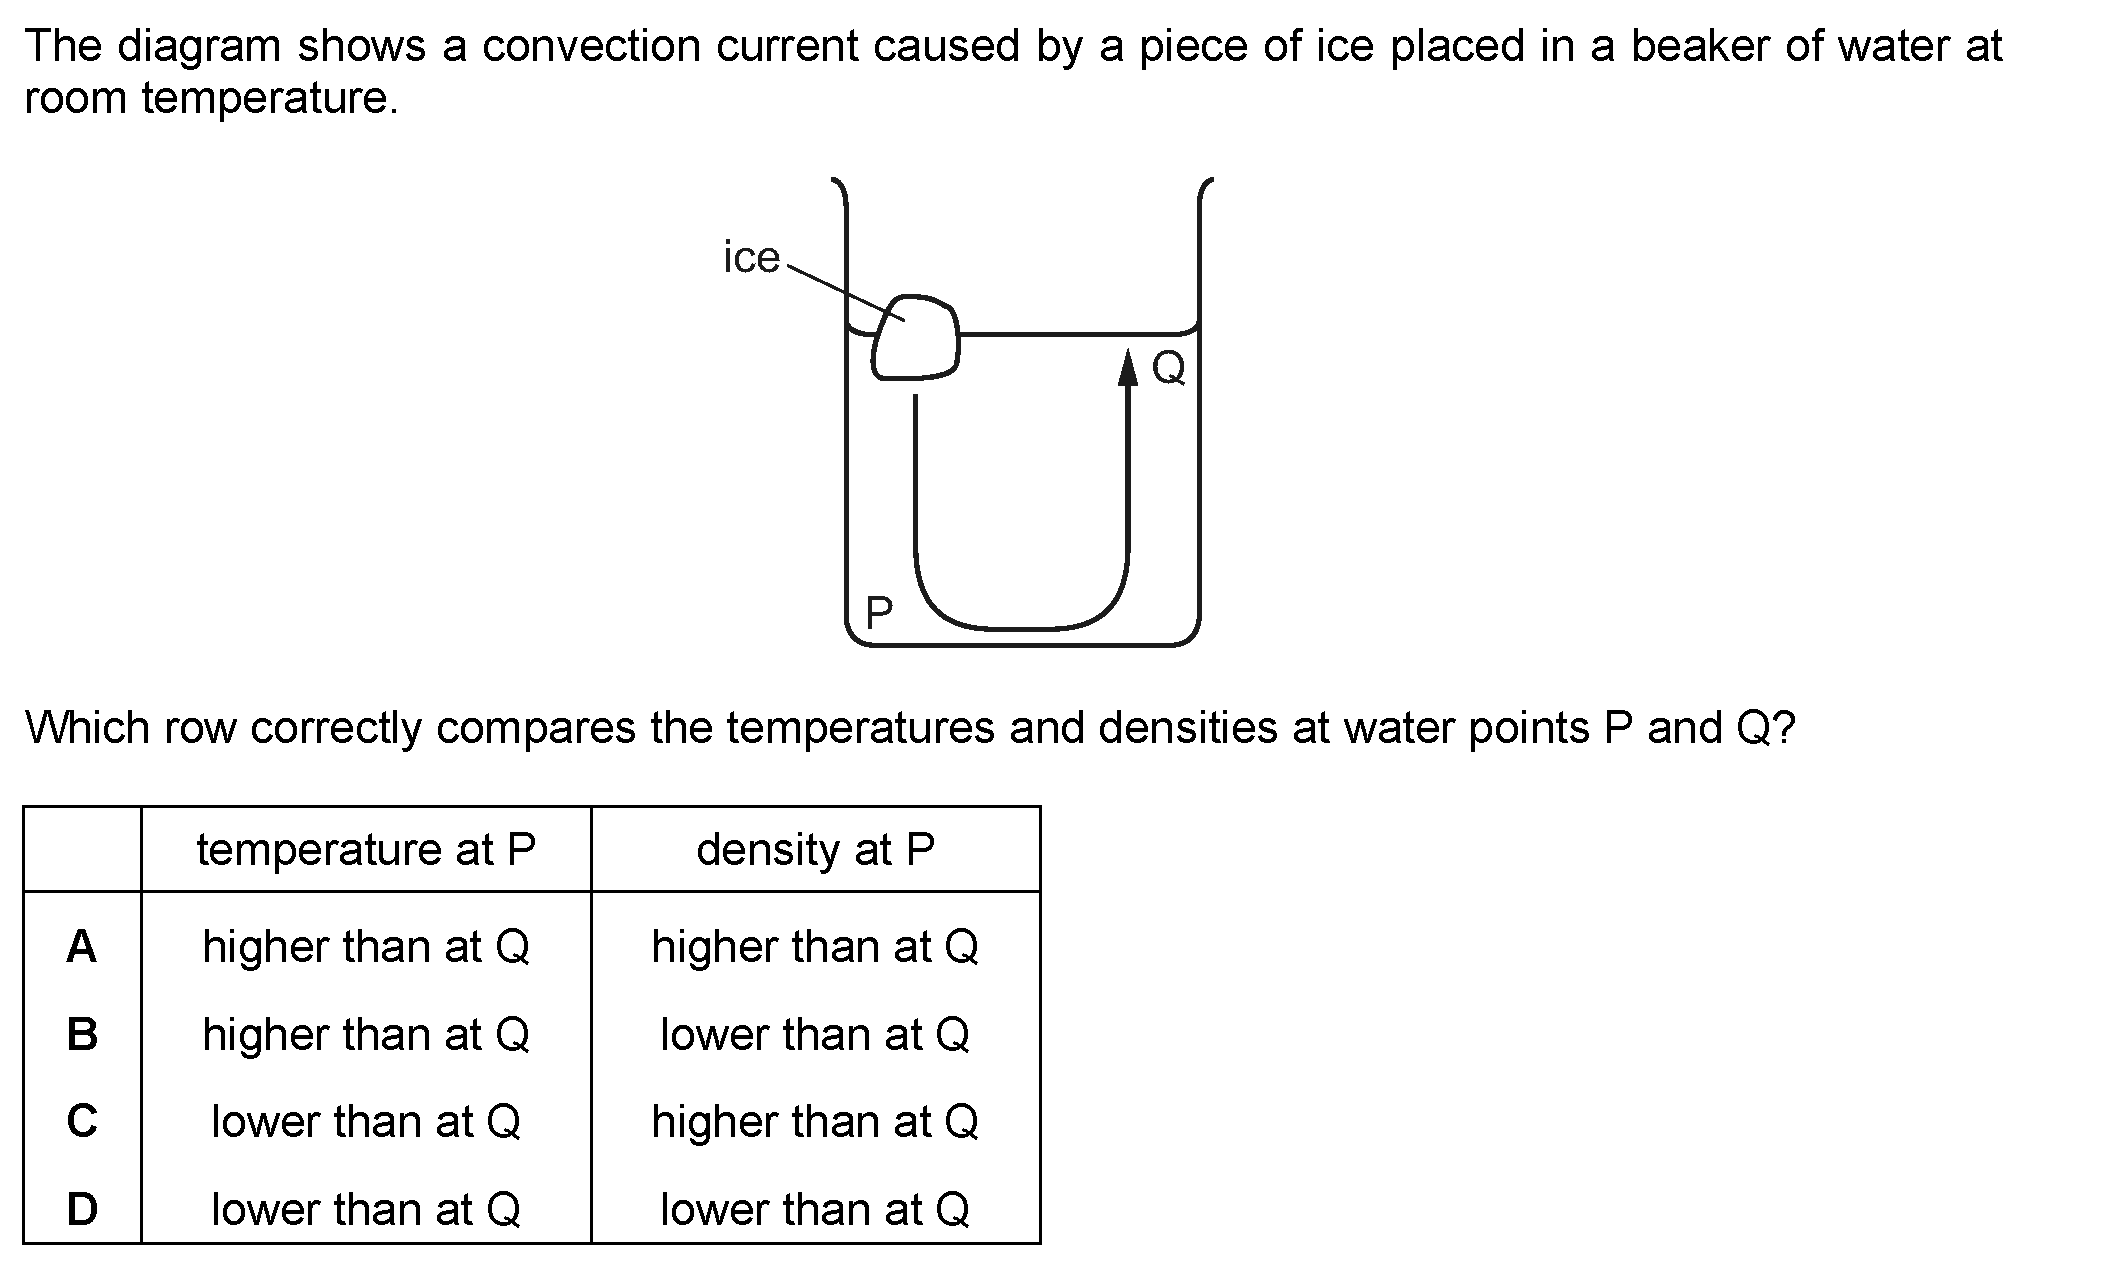 The diagram shows a convection current caused by a piece of ice placed in a beaker of water at
room temperature.
ice
Q
P
Which row correctly compares the temperatures and densities at water points P and Q?
temperature at P density at P
A higher than at Q higher than at Q
B higher than at Q lower than at Q
C lower than at Q higher than at Q
D lower than at Q lower than at Q